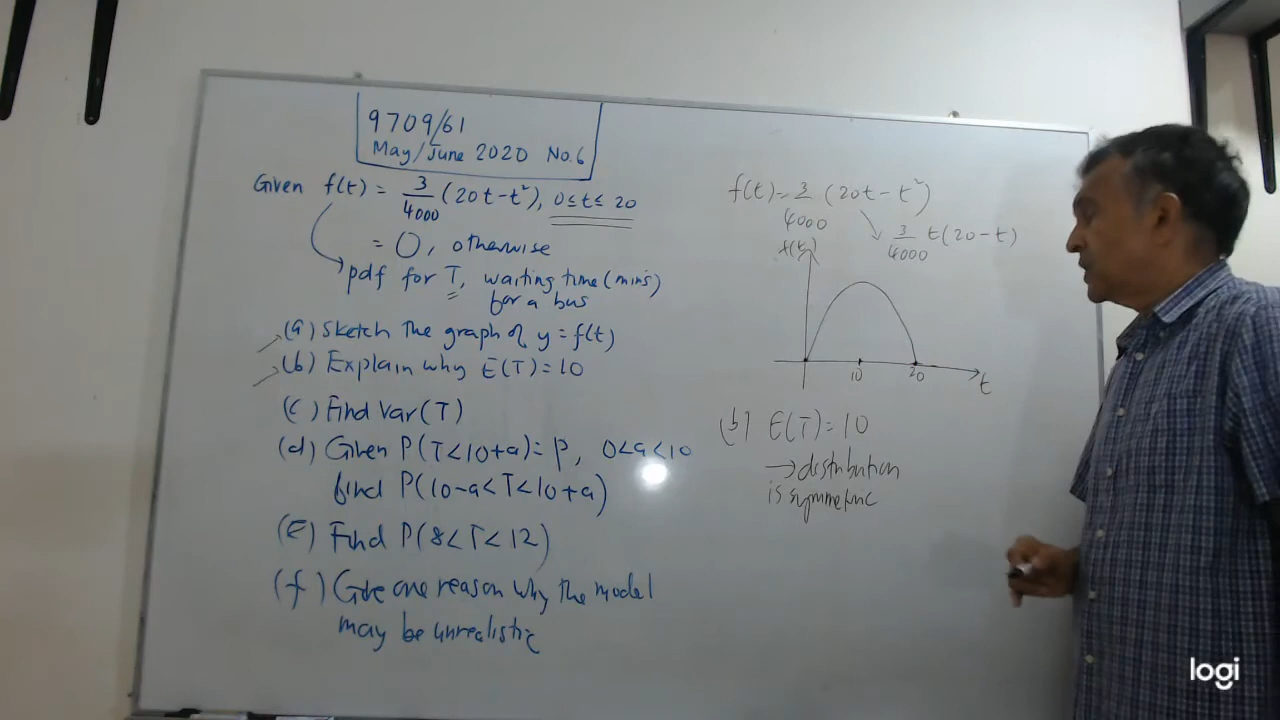 9709/61
May/June 2020 No.6
Given f(t) = 3/4000 (20t - t²), 0 ≤ t ≤ 20
= 0, otherwise
pdf for T, waiting time (mins)
for a bus
(a) Sketch the graph of y = f(t)
(b) Explain why E(T) = 10
(c) Find Var(T)
(d) Given P(T < 10+a) = p, 0 < a < 10
find P(10-a < T < 10+a)
(E) Find P(8 < T < 12)
(f) Give one reason why the model
may be unrealistic
f(t) = 3/4000 (20t - t²)
3/4000 t(20 - t)
f(t)
10 20 t
(b) E(T) = 10
→ distribution
is symmetric
logi